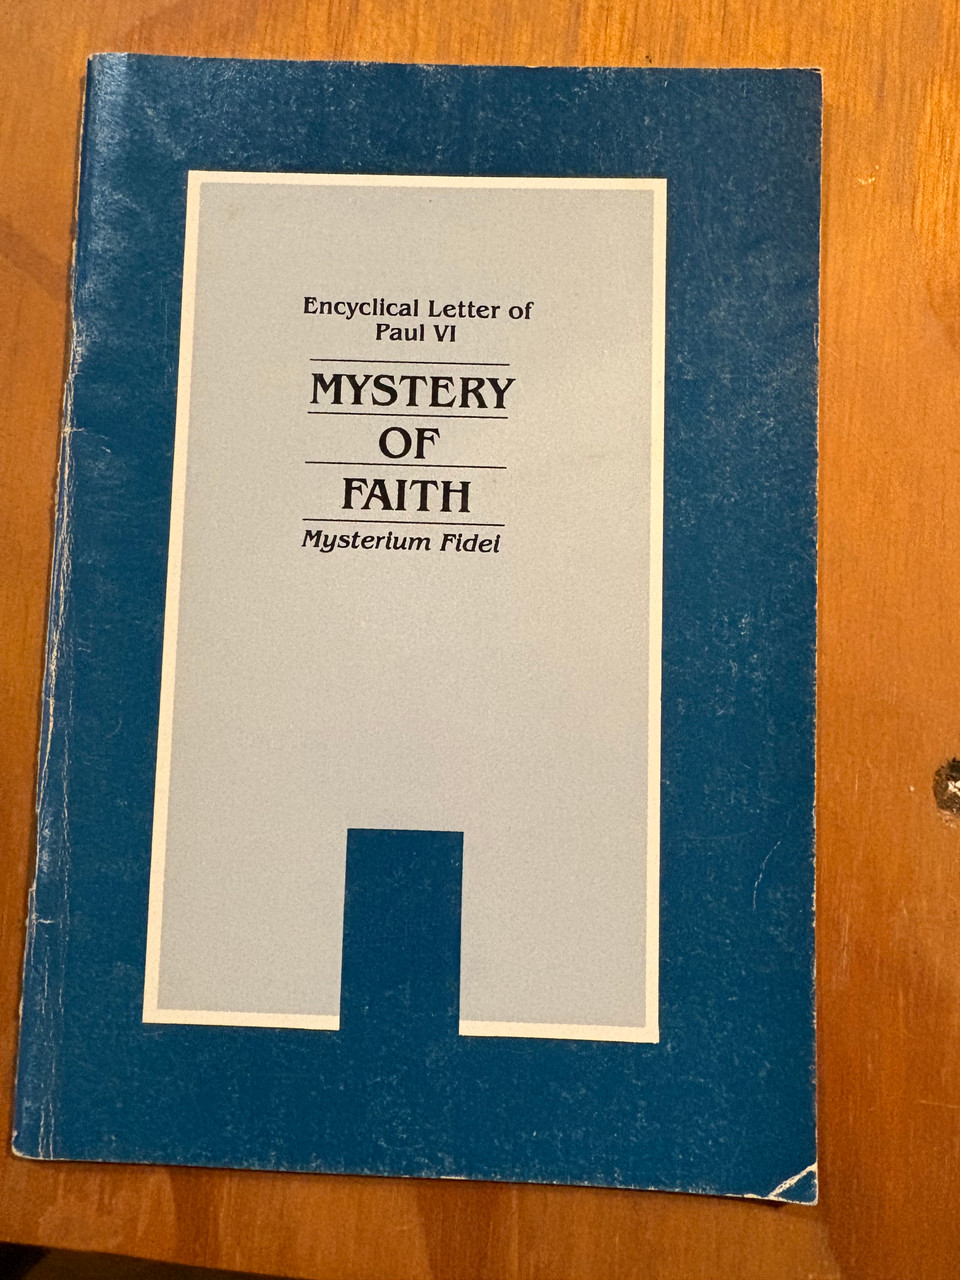 Encyclical Letter of
Paul VI
MYSTERY
OF
FAITH
Mysterium Fidei